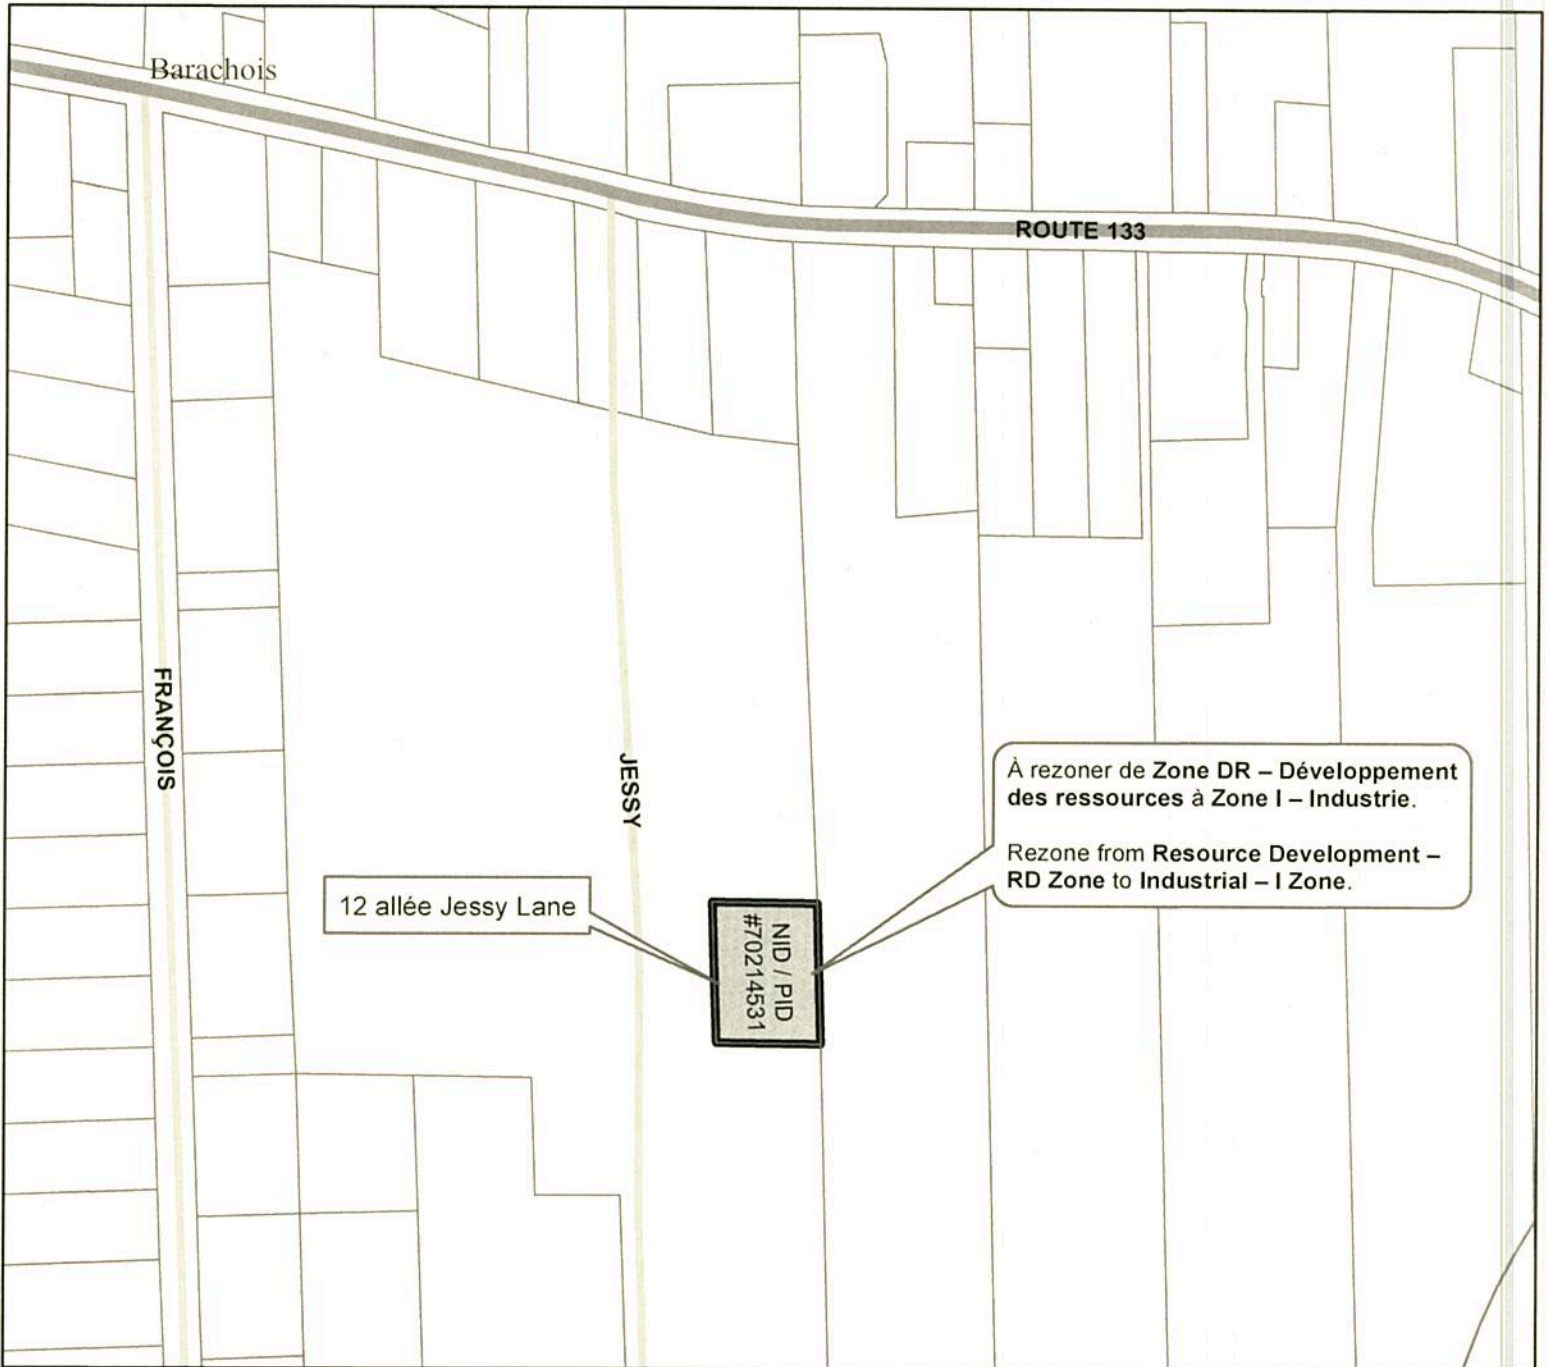 Barachois
ROUTE 133
FRANÇOIS
JESSY
À rezoner de Zone DR – Développement
des ressources à Zone I – Industrie.
Rezone from Resource Development –
RD Zone to Industrial – I Zone.
12 allée Jessy Lane
NID / PID
#70214531